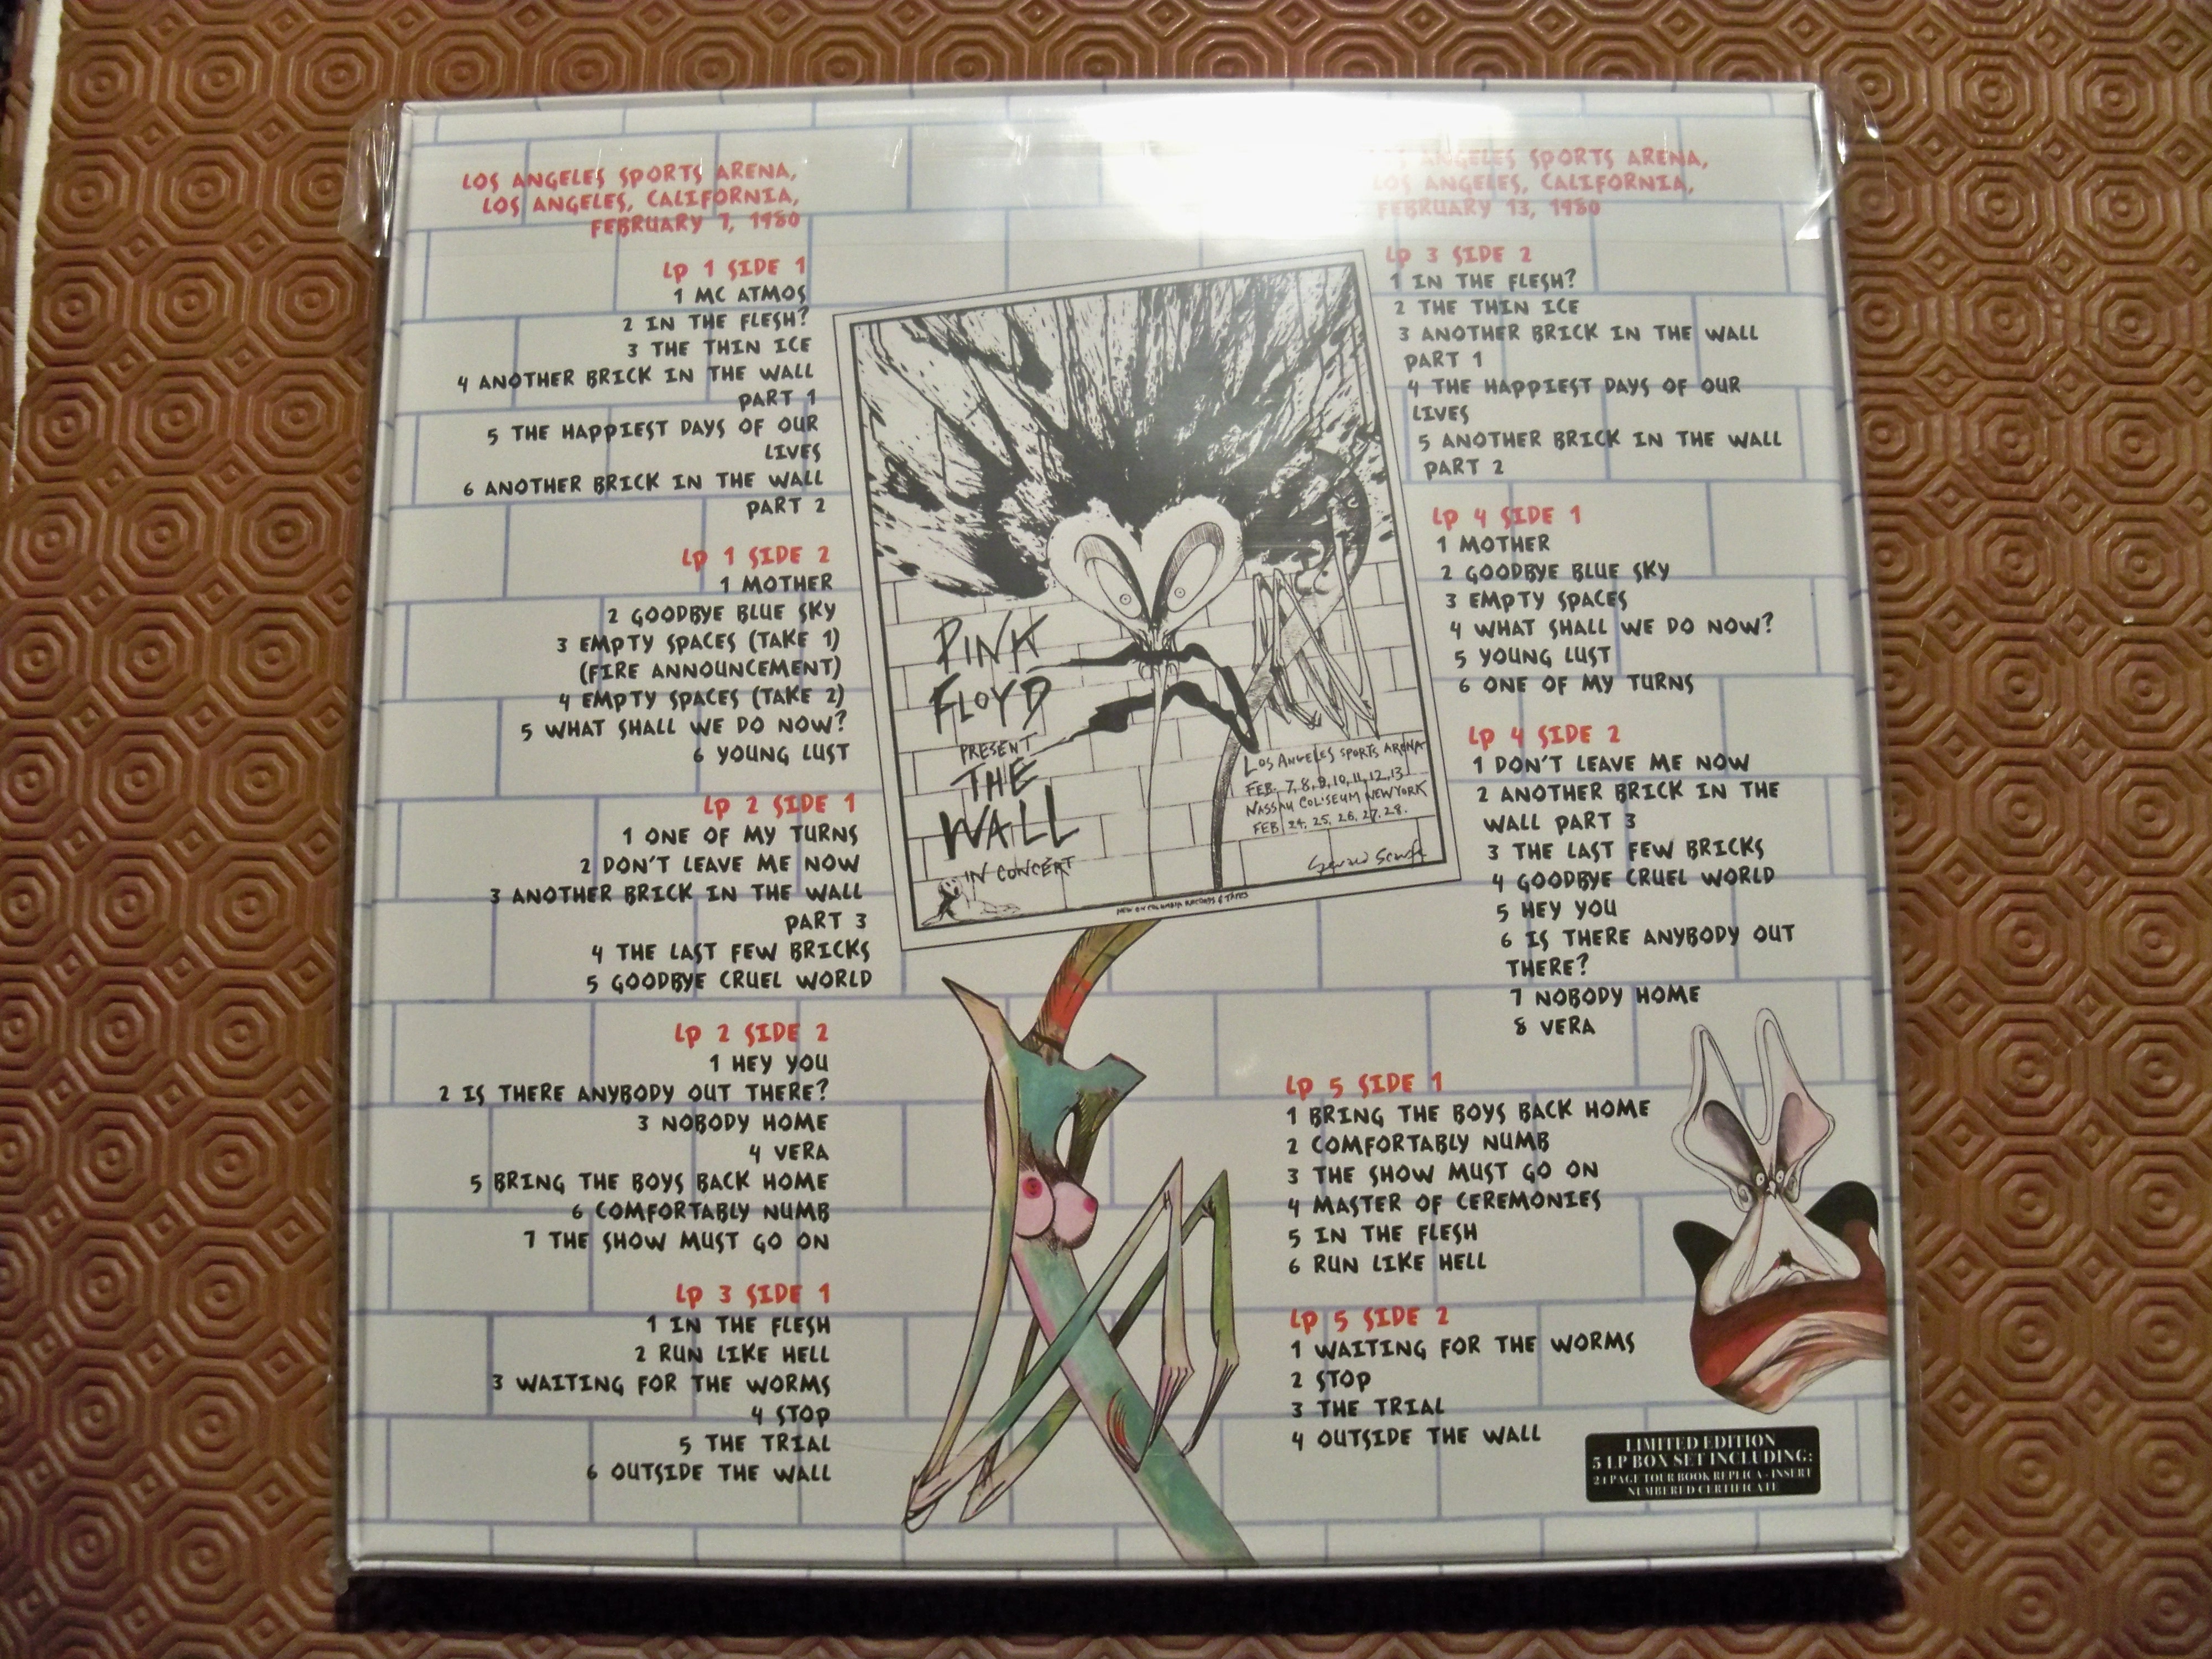 LOS ANGELES SPORTS ARENA,
LOS ANGELES, CALIFORNIA,
FEBRUARY 7, 1980
LP 1 SIDE 1
1 MC ATMOS
2 IN THE FLESH?
3 THE THIN ICE
4 ANOTHER BRICK IN THE WALL
PART 1
5 THE HAPPIEST DAYS OF OUR
LIVES
6 ANOTHER BRICK IN THE WALL
PART 2
LP 1 SIDE 2
1 MOTHER
2 GOODBYE BLUE SKY
3 EMPTY SPACES (TAKE 1)
(FIRE ANNOUNCEMENT)
4 EMPTY SPACES (TAKE 2)
5 WHAT SHALL WE DO NOW?
6 YOUNG LUST
LP 2 SIDE 1
1 ONE OF MY TURNS
2 DON'T LEAVE ME NOW
3 ANOTHER BRICK IN THE WALL
PART 3
4 THE LAST FEW BRICKS
5 GOODBYE CRUEL WORLD
LP 2 SIDE 2
1 HEY YOU
2 IS THERE ANYBODY OUT THERE?
3 NOBODY HOME
4 VERA
5 BRING THE BOYS BACK HOME
6 COMFORTABLY NUMB
7 THE SHOW MUST GO ON
LP 3 SIDE 1
1 IN THE FLESH
2 RUN LIKE HELL
3 WAITING FOR THE WORMS
4 STOP
5 THE TRIAL
6 OUTSIDE THE WALL
PINK
FLOYD
PRESENT
THE
WALL
IN CONCERT
LOS ANGELES SPORTS ARENA
FEB. 7,8,9,10,11,12,13
NASSAU COLISEUM NEW YORK
FEB 24, 25, 26, 27, 28.
Gerald Scarfe
NEW ON COLUMBIA RECORDS & TAPES
LOS ANGELES SPORTS ARENA,
LOS ANGELES, CALIFORNIA,
FEBRUARY 13, 1980
LP 3 SIDE 2
1 IN THE FLESH?
2 THE THIN ICE
3 ANOTHER BRICK IN THE WALL
PART 1
4 THE HAPPIEST DAYS OF OUR
LIVES
5 ANOTHER BRICK IN THE WALL
PART 2
LP 4 SIDE 1
1 MOTHER
2 GOODBYE BLUE SKY
3 EMPTY SPACES
4 WHAT SHALL WE DO NOW?
5 YOUNG LUST
6 ONE OF MY TURNS
LP 4 SIDE 2
1 DON'T LEAVE ME NOW
2 ANOTHER BRICK IN THE
WALL PART 3
3 THE LAST FEW BRICKS
4 GOODBYE CRUEL WORLD
5 HEY YOU
6 IS THERE ANYBODY OUT
THERE?
7 NOBODY HOME
8 VERA
LP 5 SIDE 1
1 BRING THE BOYS BACK HOME
2 COMFORTABLY NUMB
3 THE SHOW MUST GO ON
4 MASTER OF CEREMONIES
5 IN THE FLESH
6 RUN LIKE HELL
LP 5 SIDE 2
1 WAITING FOR THE WORMS
2 STOP
3 THE TRIAL
4 OUTSIDE THE WALL
LIMITED EDITION
5 LP BOX SET INCLUDING:
24 PAGE TOUR BOOK REPLICA - INSERT
NUMBERED CERTIFICATE